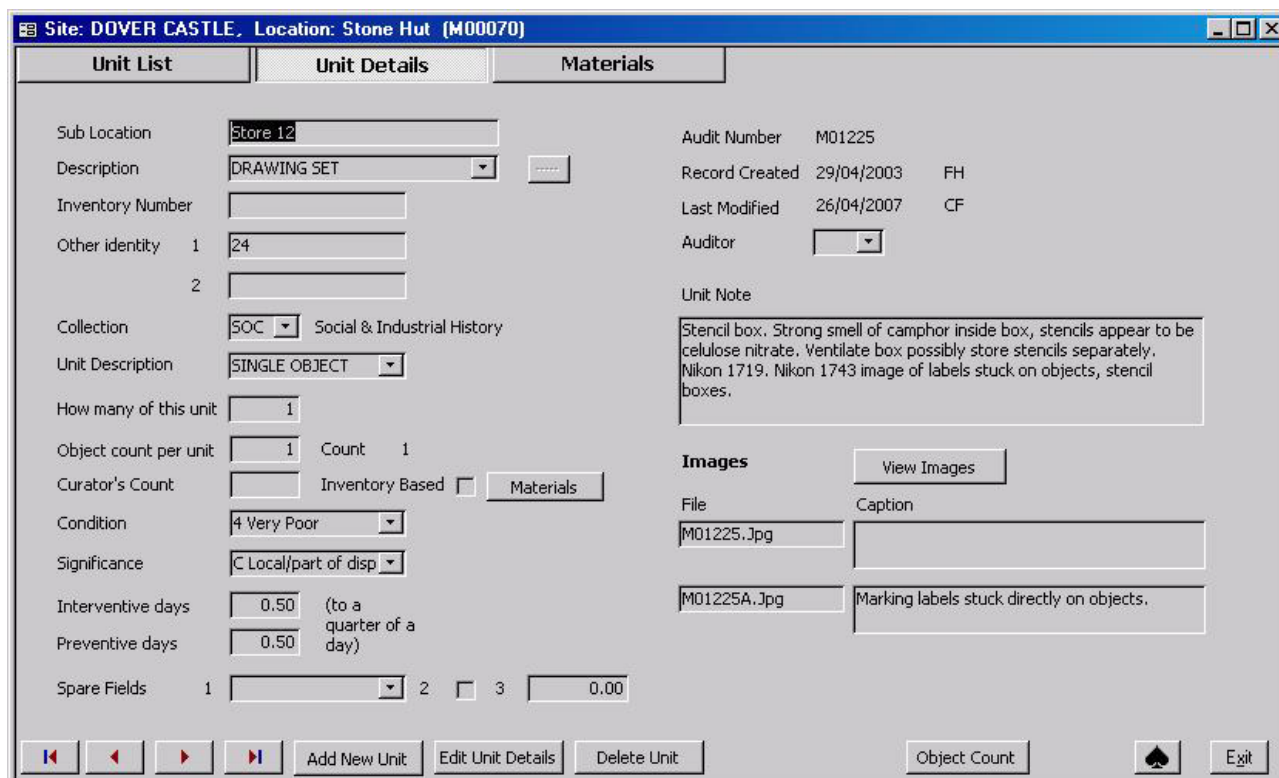 Site: DOVER CASTLE,  Location: Stone Hut  (M00070)
Unit List Unit Details Materials
Sub Location Store 12
Description DRAWING SET .....
Inventory Number
Other identity 1 24
2
Collection SOC Social & Industrial History
Unit Description SINGLE OBJECT
How many of this unit 1
Object count per unit 1 Count 1
Curator's Count Inventory Based Materials
Condition 4 Very Poor
Significance C Local/part of disp
Interventive days 0.50 (to a
quarter of a
Preventive days 0.50 day)
Spare Fields 1 2 3 0.00
Audit Number M01225
Record Created 29/04/2003 FH
Last Modified 26/04/2007 CF
Auditor
Unit Note
Stencil box. Strong smell of camphor inside box, stencils appear to be
celulose nitrate. Ventilate box possibly store stencils separately.
Nikon 1719. Nikon 1743 image of labels stuck on objects, stencil
boxes.
Images View Images
File Caption
M01225.Jpg
M01225A.Jpg Marking labels stuck directly on objects.
Add New Unit Edit Unit Details Delete Unit Object Count Exit